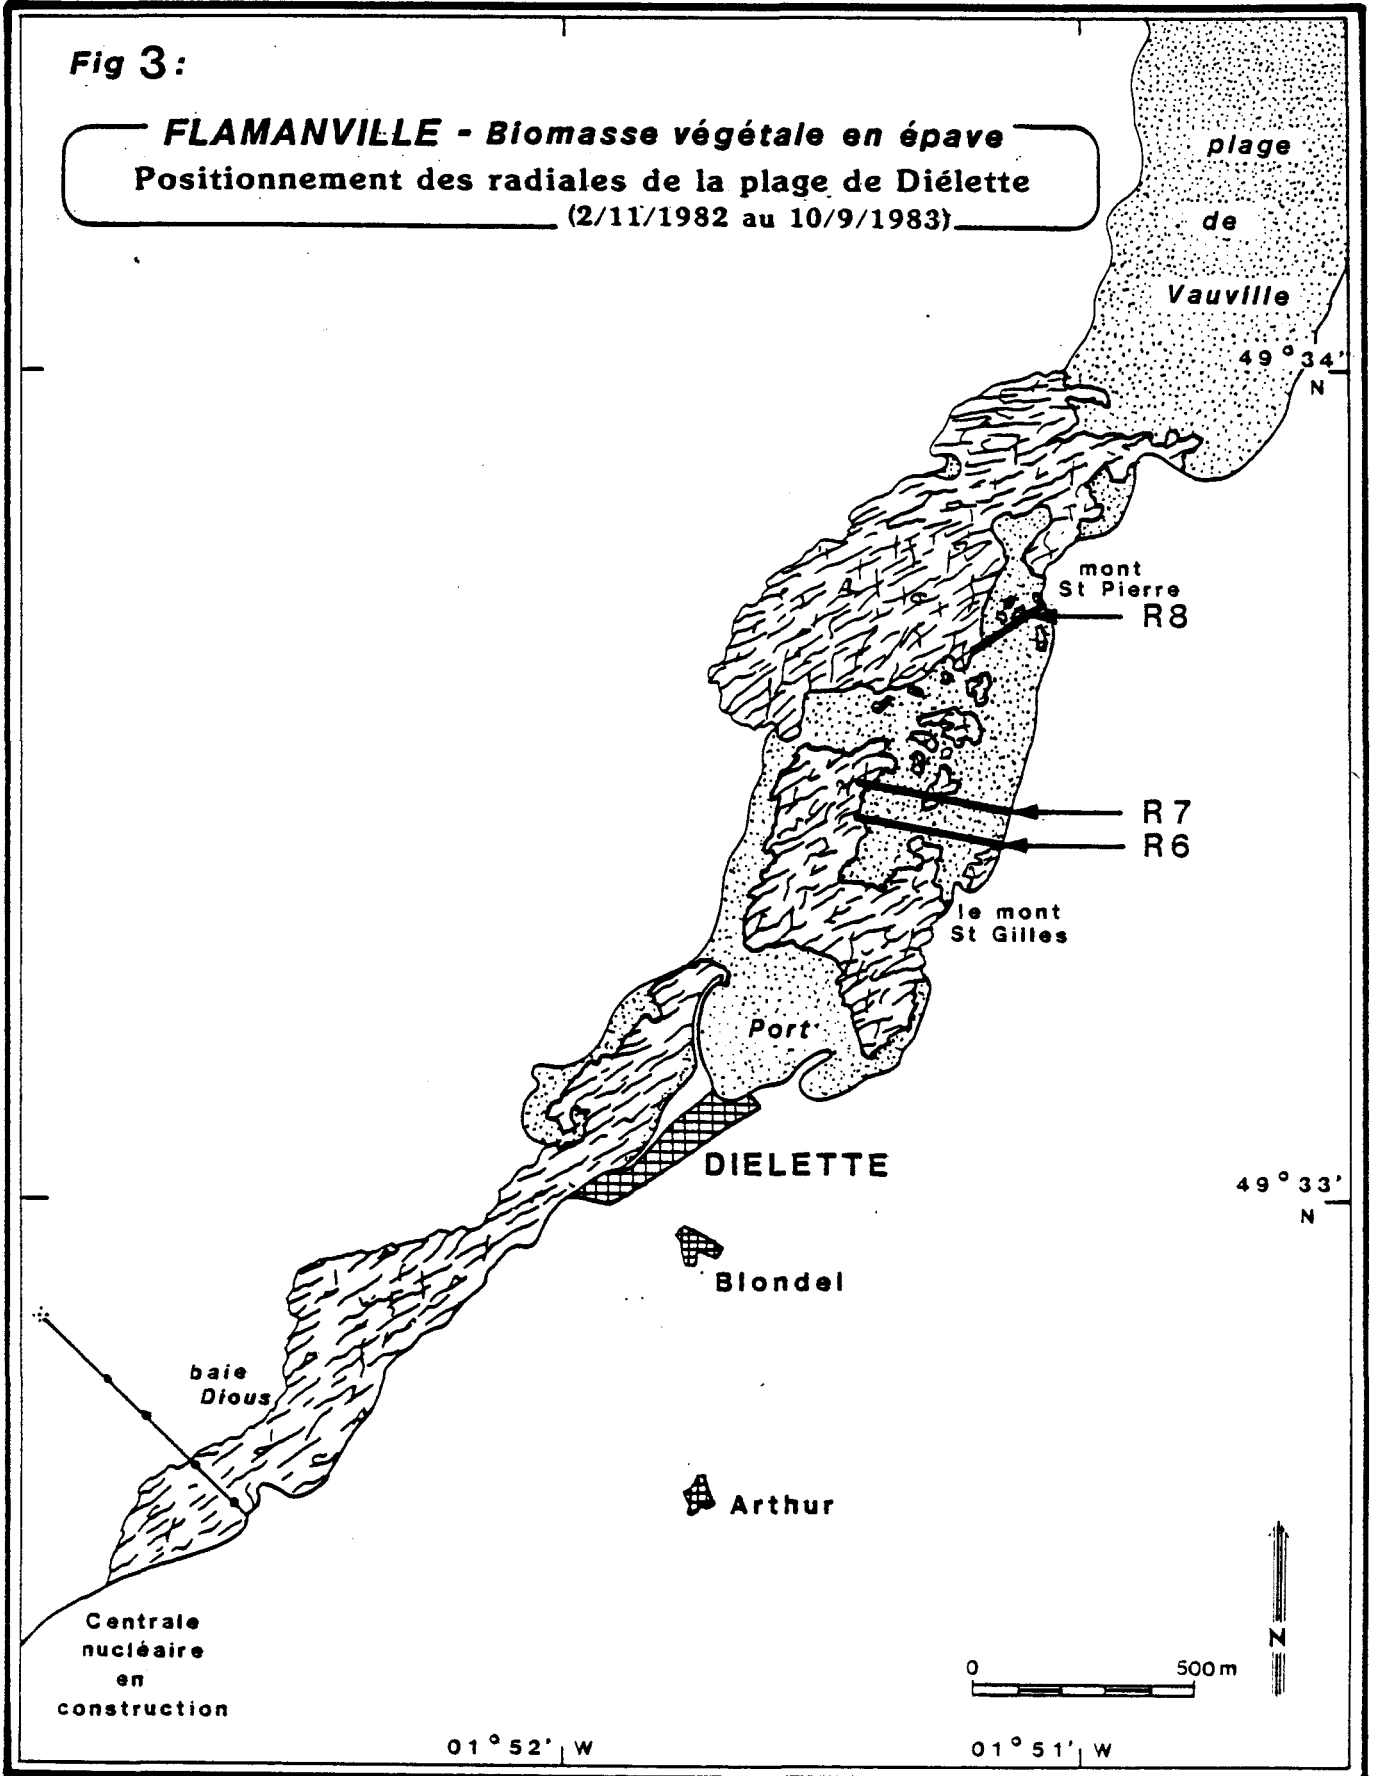 Fig 3:
FLAMANVILLE - Biomasse végétale en épave
Positionnement des radiales de la plage de Diélette
(2/11/1982 au 10/9/1983)
plage
de
Vauville
49° 34'
N
mont
St Pierre
R8
R7
R6
le mont
St Gilles
Port
DIELETTE
49° 33'
N
Blondel
baie
Dious
Arthur
Centrale
nucléaire
en
construction
N
0 500m
01° 52' W
01° 51' W